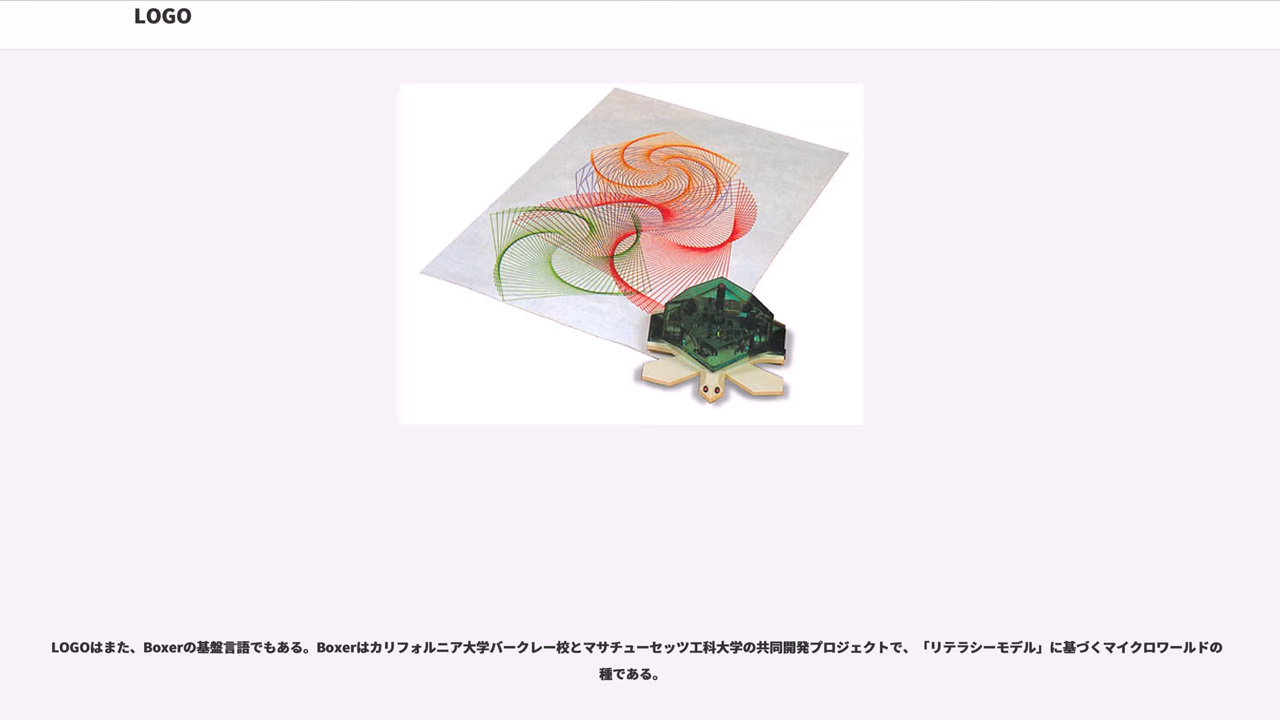 LOGO
LOGOはまた、Boxerの基盤言語でもある。Boxerはカリフォルニア大学バークレー校とマサチューセッツ工科大学の共同開発プロジェクトで、「リテラシーモデル」に基づくマイクロワールドの
種である。